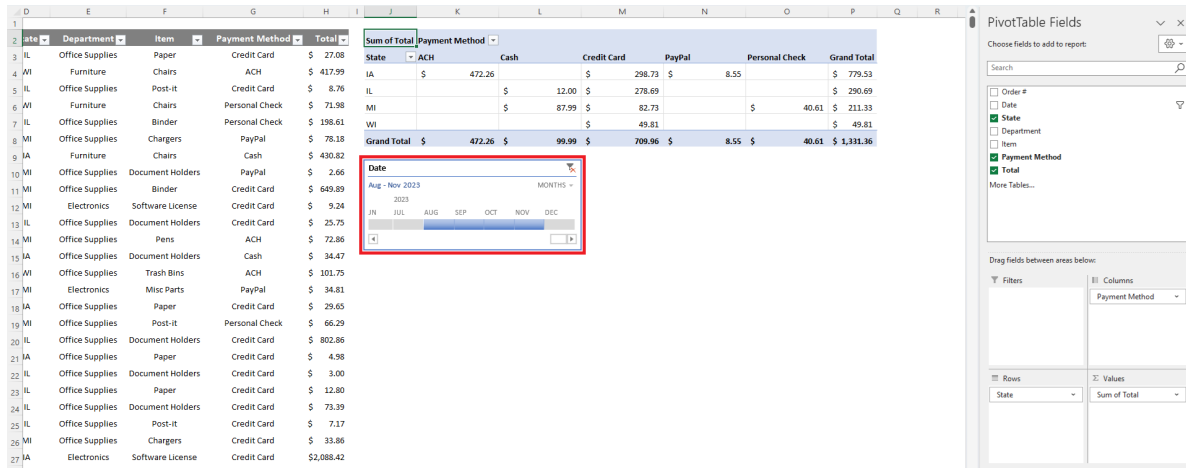 D E F G H I J K L M N O P Q R
1
2 tate Department Item Payment Method Total
3 IL Office Supplies Paper Credit Card $ 27.08
4 WI Furniture Chairs ACH $ 417.99
5 IL Office Supplies Post-it Credit Card $ 8.76
6 WI Furniture Chairs Personal Check $ 71.98
7 IL Office Supplies Binder Personal Check $ 198.61
8 MI Office Supplies Chargers PayPal $ 78.18
9 IA Furniture Chairs Cash $ 430.82
10 MI Office Supplies Document Holders PayPal $ 2.66
11 MI Office Supplies Binder Credit Card $ 649.89
12 MI Electronics Software License Credit Card $ 9.24
13 IL Office Supplies Document Holders Credit Card $ 25.75
14 MI Office Supplies Pens ACH $ 72.86
15 IA Office Supplies Document Holders Cash $ 34.47
16 WI Office Supplies Trash Bins ACH $ 101.75
17 MI Electronics Misc Parts PayPal $ 34.81
18 IA Office Supplies Paper Credit Card $ 29.65
19 MI Office Supplies Post-it Personal Check $ 66.29
20 IL Office Supplies Document Holders Credit Card $ 802.86
21 IA Office Supplies Paper Credit Card $ 4.98
22 IL Office Supplies Document Holders Credit Card $ 3.00
23 IL Office Supplies Paper Credit Card $ 12.80
24 IL Office Supplies Document Holders Credit Card $ 73.39
25 IL Office Supplies Post-it Credit Card $ 7.17
26 MI Office Supplies Chargers Credit Card $ 33.86
27 IA Electronics Software License Credit Card $2,088.42
Sum of Total Payment Method
State ACH Cash Credit Card PayPal Personal Check Grand Total
IA $ 472.26 $ 298.73 $ 8.55 $ 779.53
IL $ 12.00 $ 278.69 $ 290.69
MI $ 87.99 $ 82.73 $ 40.61 $ 211.33
WI $ 49.81 $ 49.81
Grand Total $ 472.26 $ 99.99 $ 709.96 $ 8.55 $ 40.61 $ 1,331.36
Date
Aug - Nov 2023 MONTHS
2023
JN JUL AUG SEP OCT NOV DEC
PivotTable Fields
Choose fields to add to report:
Search
Order #
Date
State
Department
Item
Payment Method
Total
More Tables...
Drag fields between areas below:
Filters
Columns
Payment Method
Rows
State
Σ Values
Sum of Total